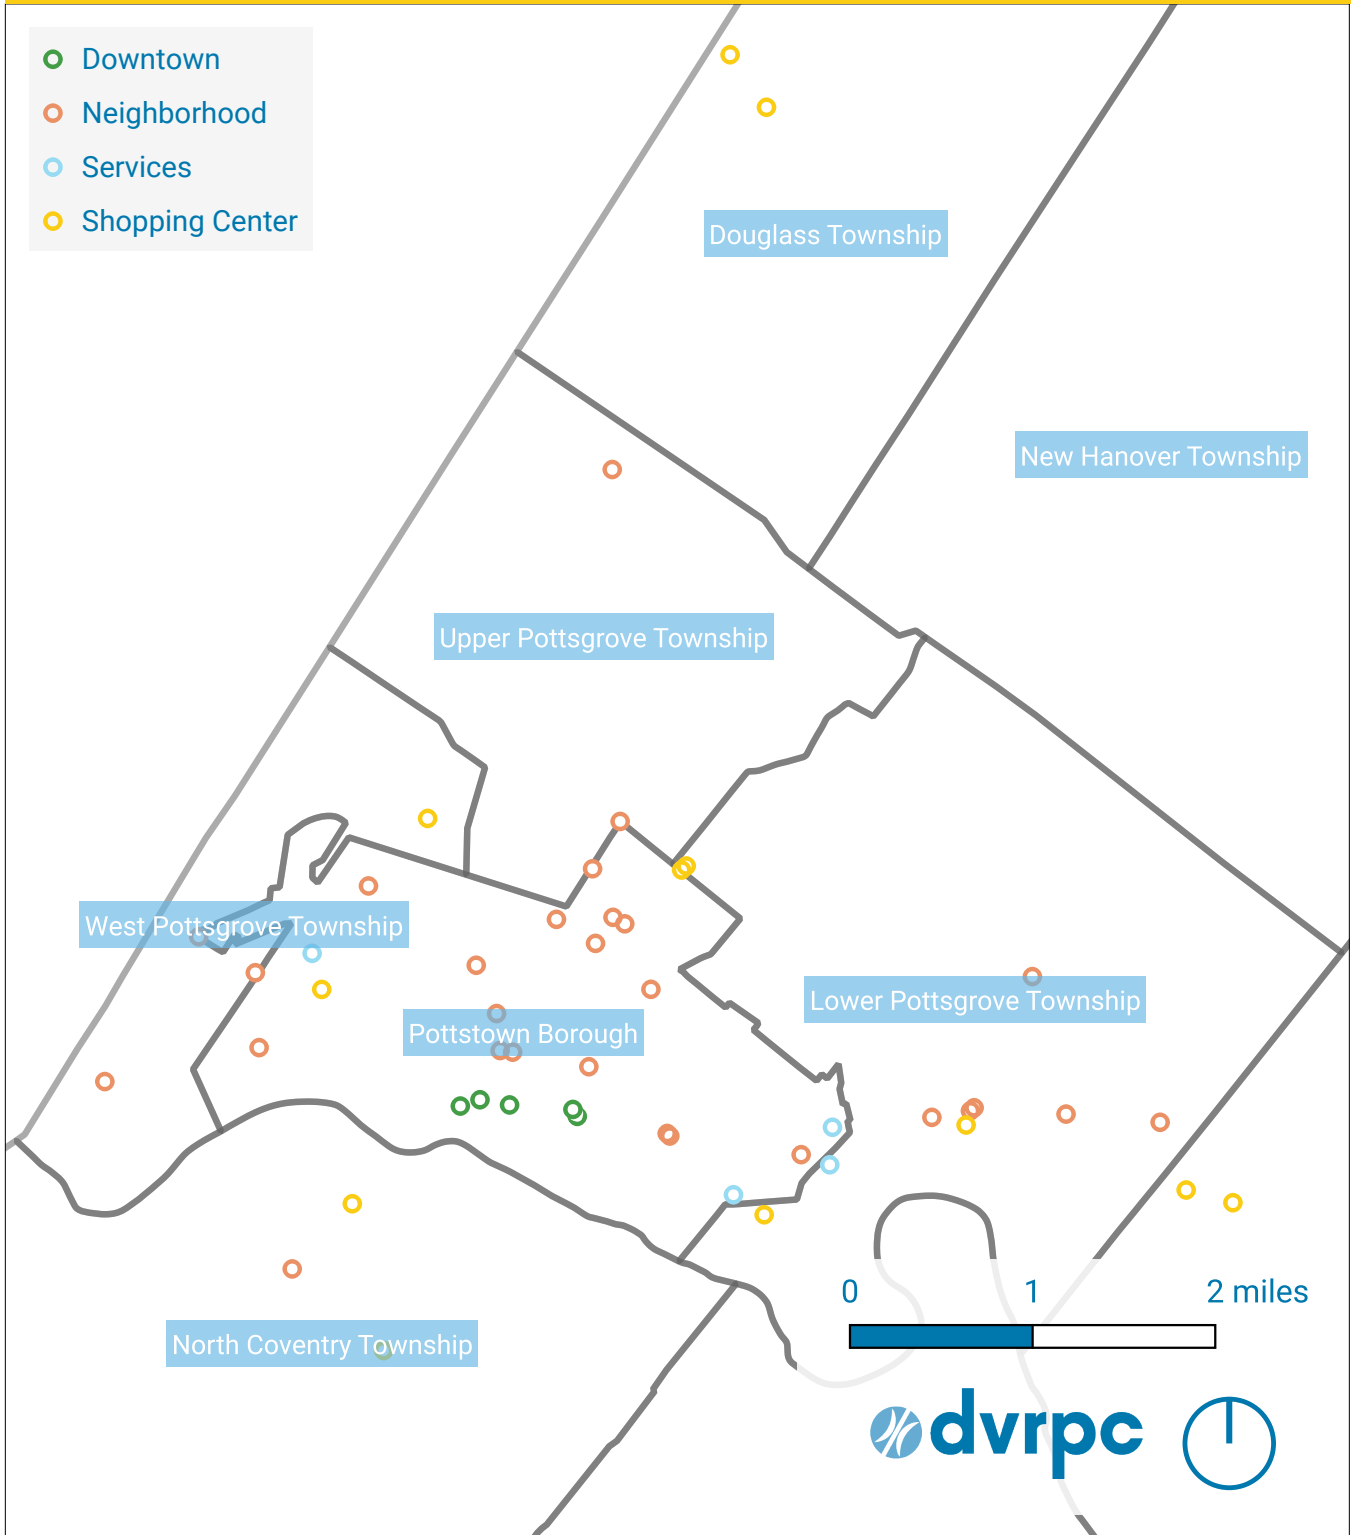 Downtown
Neighborhood
Services
Shopping Center
Douglass Township
New Hanover Township
Upper Pottsgrove Township
West Pottsgrove Township
Lower Pottsgrove Township
Pottstown Borough
0 1 2 miles
North Coventry Township
dvrpc